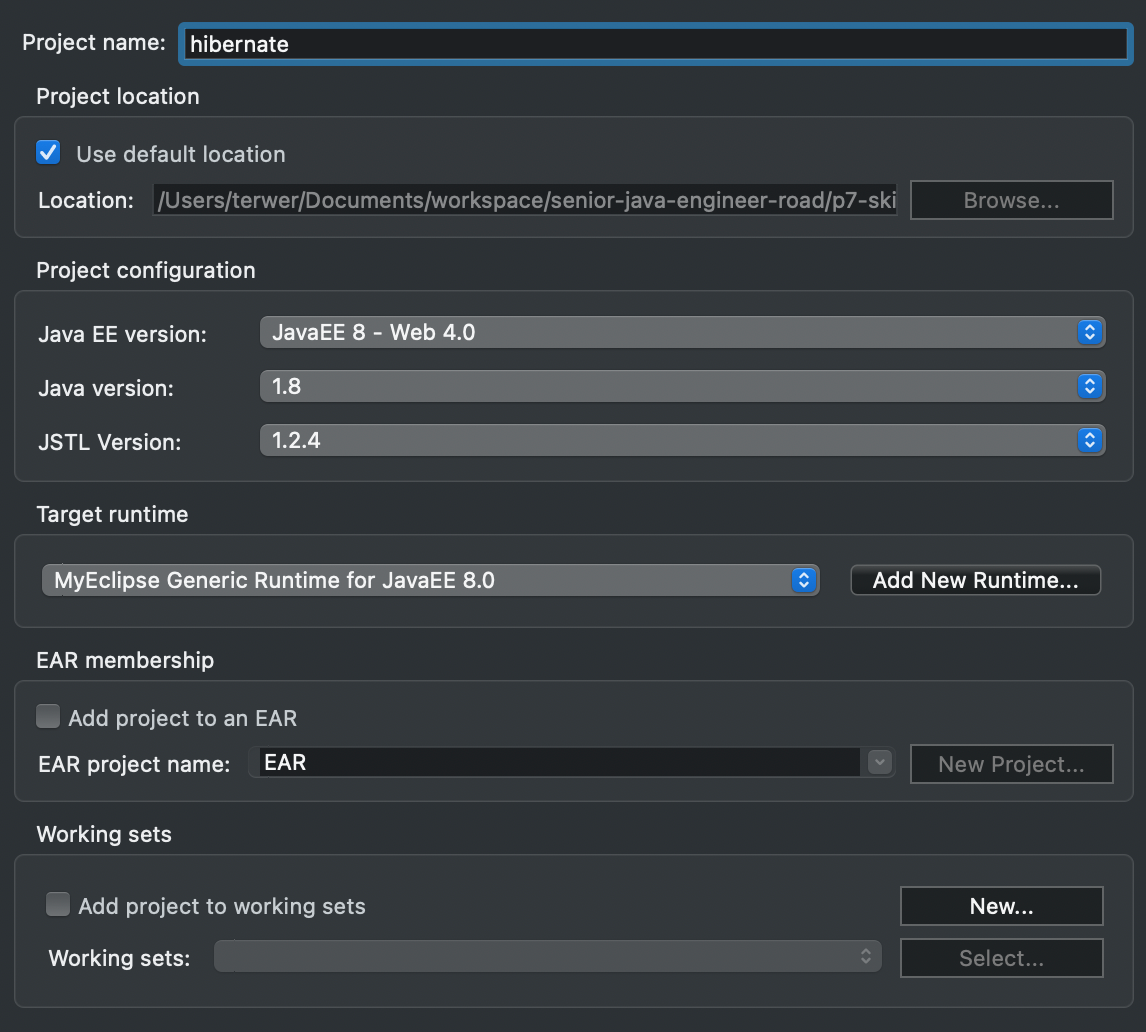 Project name: hibernate
Project location
Use default location
Location: /Users/terwer/Documents/workspace/senior-java-engineer-road/p7-ski Browse...
Project configuration
Java EE version: JavaEE 8 - Web 4.0
Java version: 1.8
JSTL Version: 1.2.4
Target runtime
MyEclipse Generic Runtime for JavaEE 8.0 Add New Runtime...
EAR membership
Add project to an EAR
EAR project name: EAR New Project...
Working sets
Add project to working sets New...
Working sets: Select...